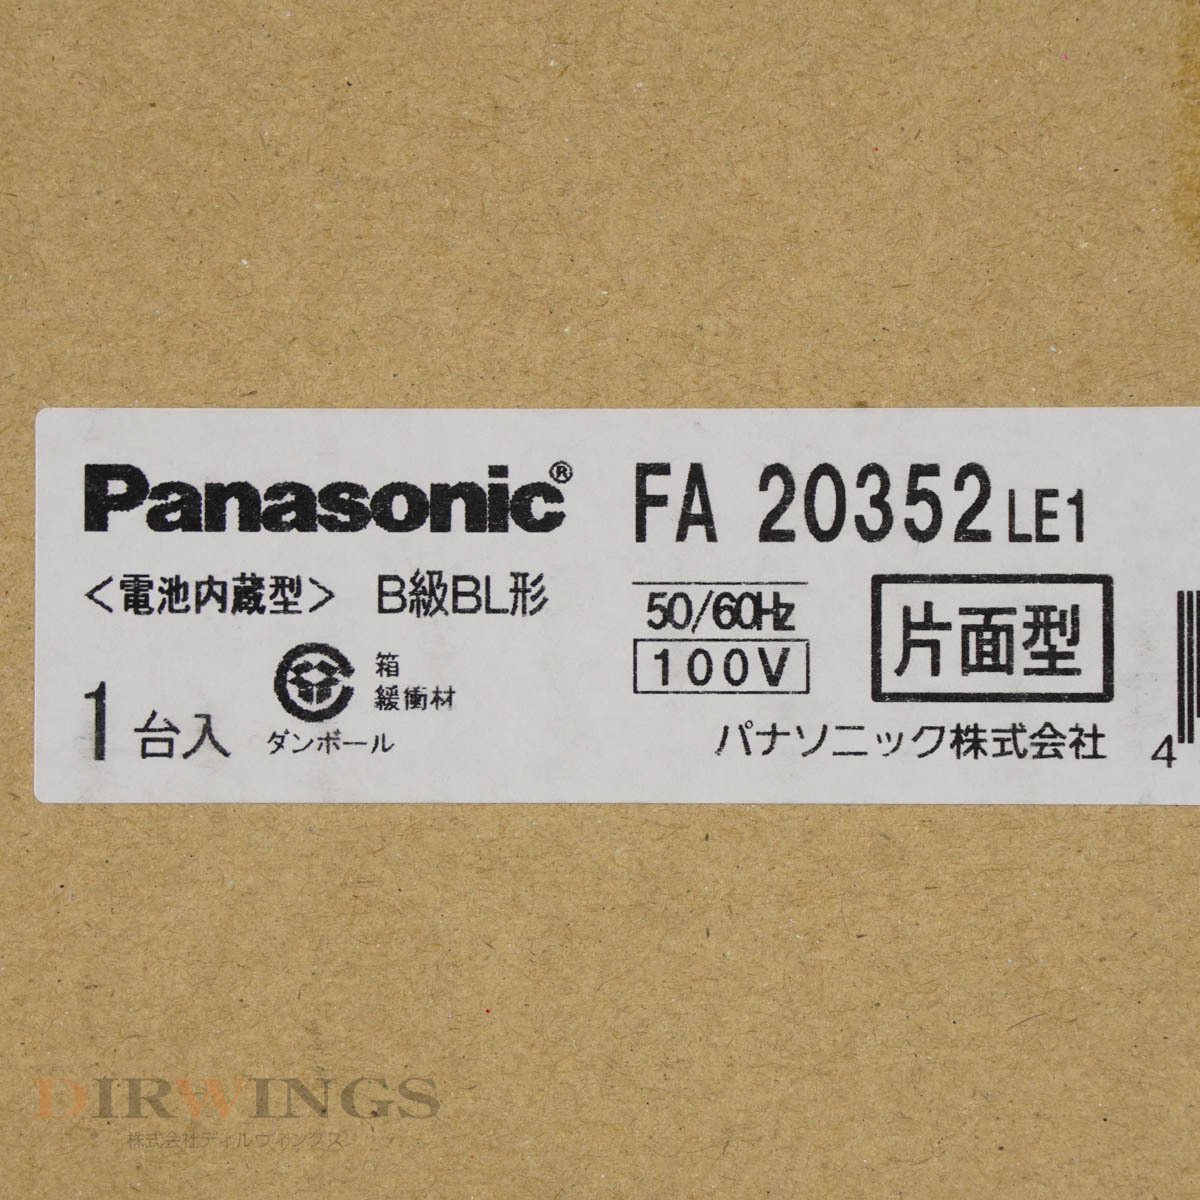 Panasonic® FA 20352 LE1
<電池内蔵型> B級BL形
50/60Hz
100V
片面型
箱
緩衝材
ダンボール
1台入
パナソニック株式会社
4
DIRWINGS
株式会社ディルウィングス